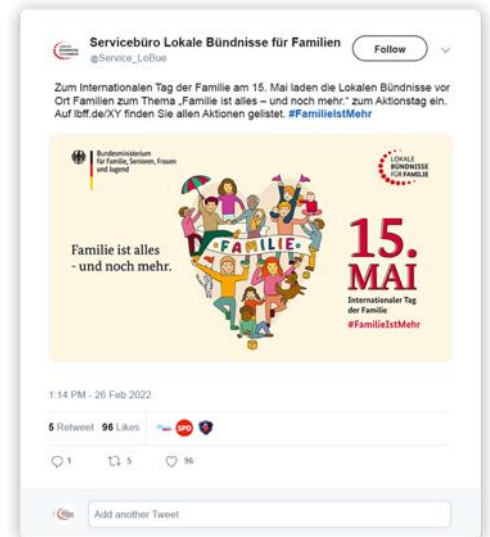 Servicebüro Lokale Bündnisse für Familien
@Service_LoBue
Follow
Zum Internationalen Tag der Familie am 15. Mai laden die Lokalen Bündnisse vor
Ort Familien zum Thema „Familie ist alles – und noch mehr.“ zum Aktionstag ein.
Auf lbff.de/XY finden Sie allen Aktionen gelistet. #FamilieIstMehr
Bundesministerium
für Familie, Senioren, Frauen
und Jugend
LOKALE
BÜNDNISSE
FÜR FAMILIE
Familie ist alles
- und noch mehr.
FAMILIE
15.
MAI
Internationaler Tag
der Familie
#FamilieIstMehr
1:14 PM - 26 Feb 2022
5 Retweet 96 Likes
SPD
1 5 96
Add another Tweet